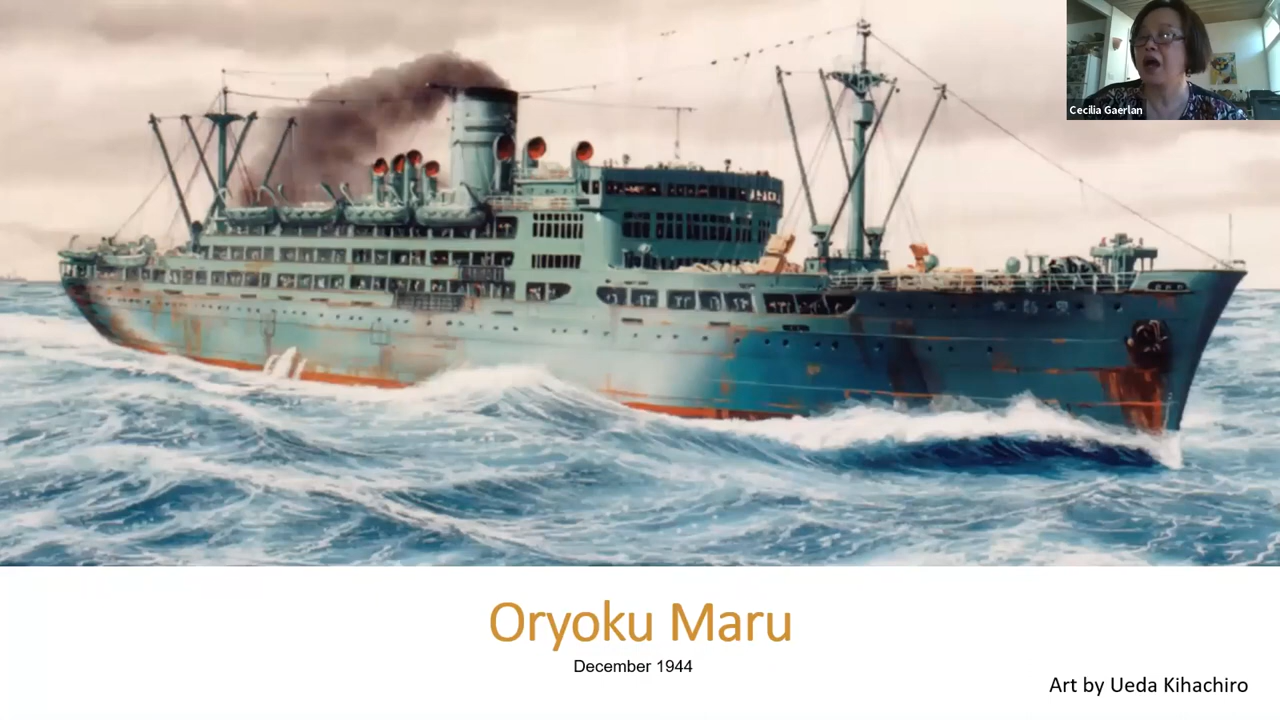 Cecilia Gaerlan
Oryoku Maru
December 1944
Art by Ueda Kihachiro